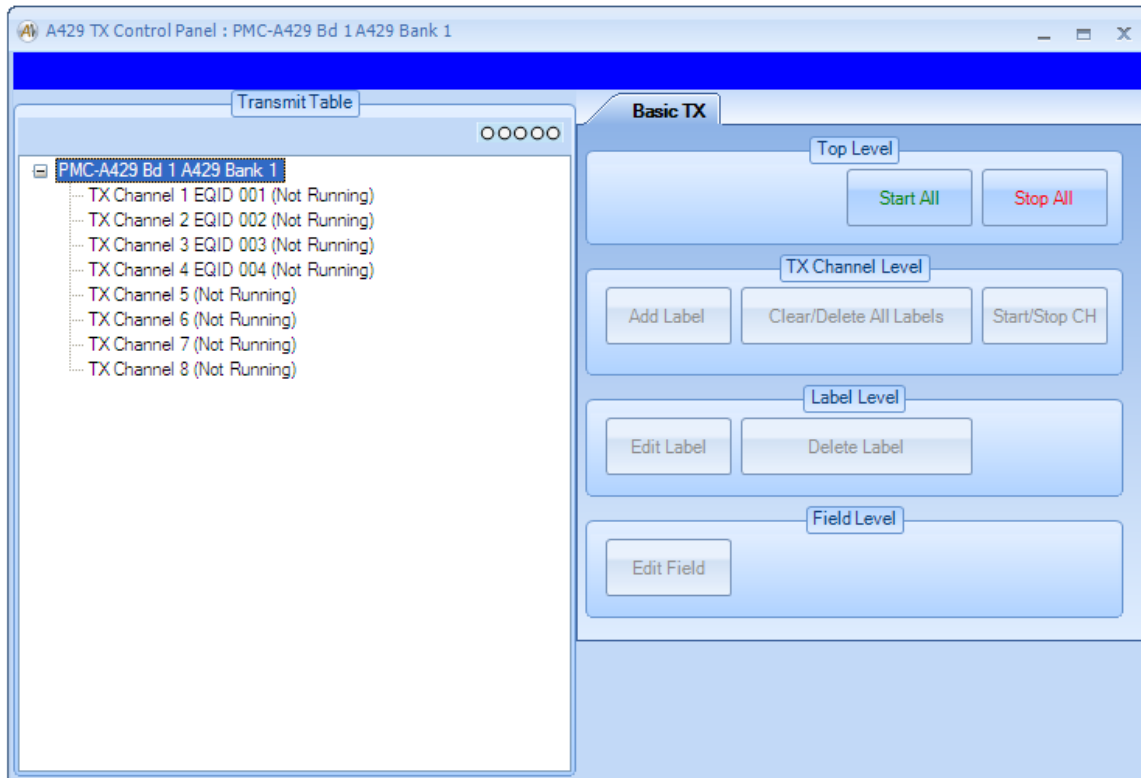 A429 TX Control Panel : PMC-A429 Bd 1 A429 Bank 1
Transmit Table
PMC-A429 Bd 1 A429 Bank 1
TX Channel 1 EQID 001 (Not Running)
TX Channel 2 EQID 002 (Not Running)
TX Channel 3 EQID 003 (Not Running)
TX Channel 4 EQID 004 (Not Running)
TX Channel 5 (Not Running)
TX Channel 6 (Not Running)
TX Channel 7 (Not Running)
TX Channel 8 (Not Running)
Basic TX
Top Level
Start All Stop All
TX Channel Level
Add Label Clear/Delete All Labels Start/Stop CH
Label Level
Edit Label Delete Label
Field Level
Edit Field